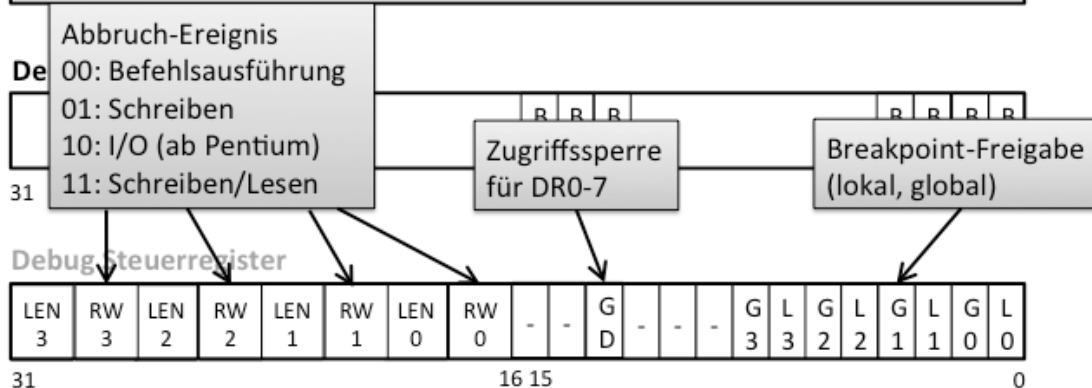 Abbruch-Ereignis
00: Befehlsausführung
01: Schreiben
10: I/O (ab Pentium)
11: Schreiben/Lesen
De
B B B
B B B B
Zugriffssperre
für DR0-7
Breakpoint-Freigabe
(lokal, global)
31
Debug Steuerregister
LEN 3 RW 3 LEN 2 RW 2 LEN 1 RW 1 LEN 0 RW 0 - - G D - - - G 3 L 3 G 2 L 2 G 1 L 1 G 0 L 0
31 16 15 0